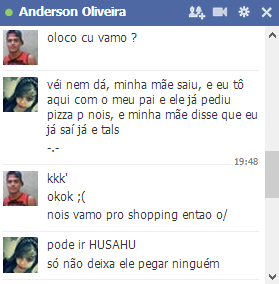 Anderson Oliveira
oloco cu vamo ?
véi nem dá, minha mãe saiu, e eu tô
aqui com o meu pai e ele já pediu
pizza p nois, e minha mãe disse que eu
já saí já e tals
-.-
19:48
kkk'
okok ;(
nois vamo pro shopping entao o/
pode ir HUSAHU
só não deixa ele pegar ninguém